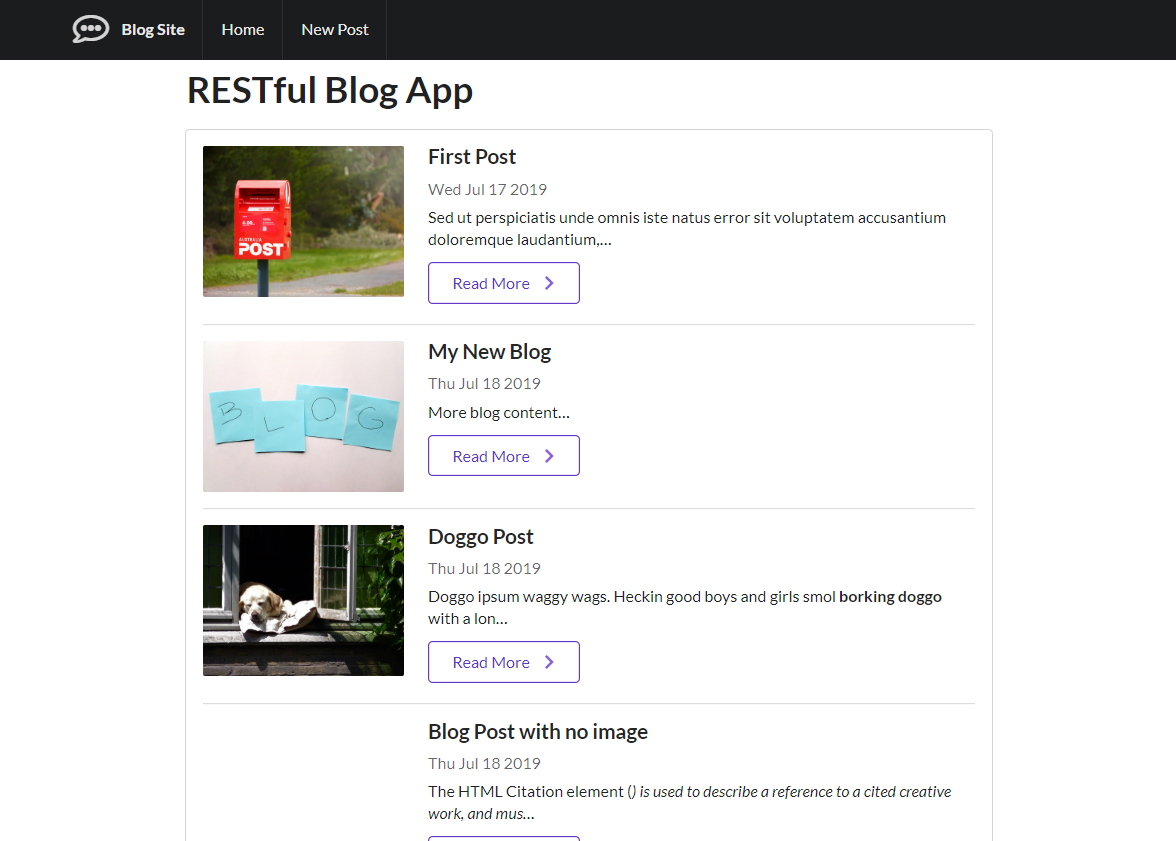 Blog Site
Home
New Post
RESTful Blog App
AUSTRALIA
POST
First Post
Wed Jul 17 2019
Sed ut perspiciatis unde omnis iste natus error sit voluptatem accusantium
doloremque laudantium,...
Read More
B L O G
My New Blog
Thu Jul 18 2019
More blog content...
Read More
Doggo Post
Thu Jul 18 2019
Doggo ipsum waggy wags. Heckin good boys and girls smol borking doggo
with a lon...
Read More
Blog Post with no image
Thu Jul 18 2019
The HTML Citation element () is used to describe a reference to a cited creative
work, and mus...